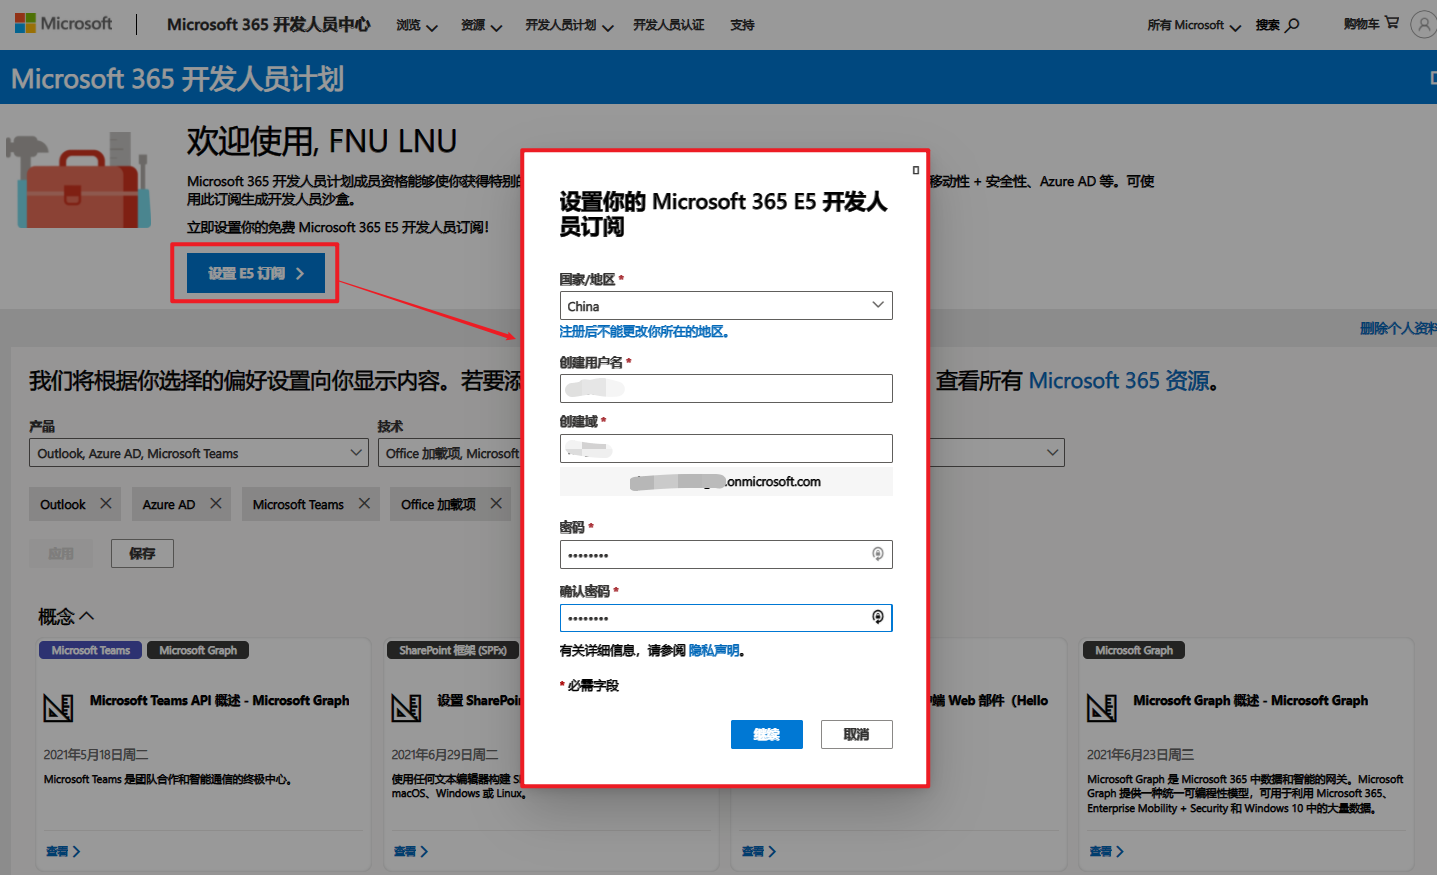 Microsoft
Microsoft 365 开发人员中心
浏览
资源
开发人员计划
开发人员认证
支持
所有 Microsoft
搜索
购物车
Microsoft 365 开发人员计划
欢迎使用, FNU LNU
Microsoft 365 开发人员计划成员资格能够使你获得特别的
移动性 + 安全性、Azure AD 等。可使
用此订阅生成开发人员沙盒。
立即设置你的免费 Microsoft 365 E5 开发人员订阅！
设置 E5 订阅
删除个人资料
我们将根据你选择的偏好设置向你显示内容。若要添
查看所有 Microsoft 365 资源。
产品
技术
Outlook, Azure AD, Microsoft Teams
Office 加载项, Microsoft
Outlook
Azure AD
Microsoft Teams
Office 加载项
应用
保存
概念
Microsoft Teams
Microsoft Graph
Microsoft Teams API 概述 - Microsoft Graph
2021年5月18日周二
Microsoft Teams 是团队合作和智能通信的终极中心。
查看
SharePoint 框架 (SPFx)
设置 SharePoin
2021年6月29日周二
使用任何文本编辑器构建 S
macOS、Windows 或 Linux。
查看
端 Web 部件（Hello
查看
Microsoft Graph
Microsoft Graph 概述 - Microsoft Graph
2021年6月23日周三
Microsoft Graph 是 Microsoft 365 中数据和智能的网关。Microsoft
Graph 提供一种统一可编程性模型，可用于利用 Microsoft 365、
Enterprise Mobility + Security 和 Windows 10 中的大量数据。
查看
设置你的 Microsoft 365 E5 开发人
员订阅
国家/地区 *
China
注册后不能更改你所在的地区。
创建用户名 *
创建域 *
.onmicrosoft.com
密码 *
••••••••
确认密码 *
••••••••
有关详细信息，请参阅 隐私声明。
* 必需字段
继续
取消